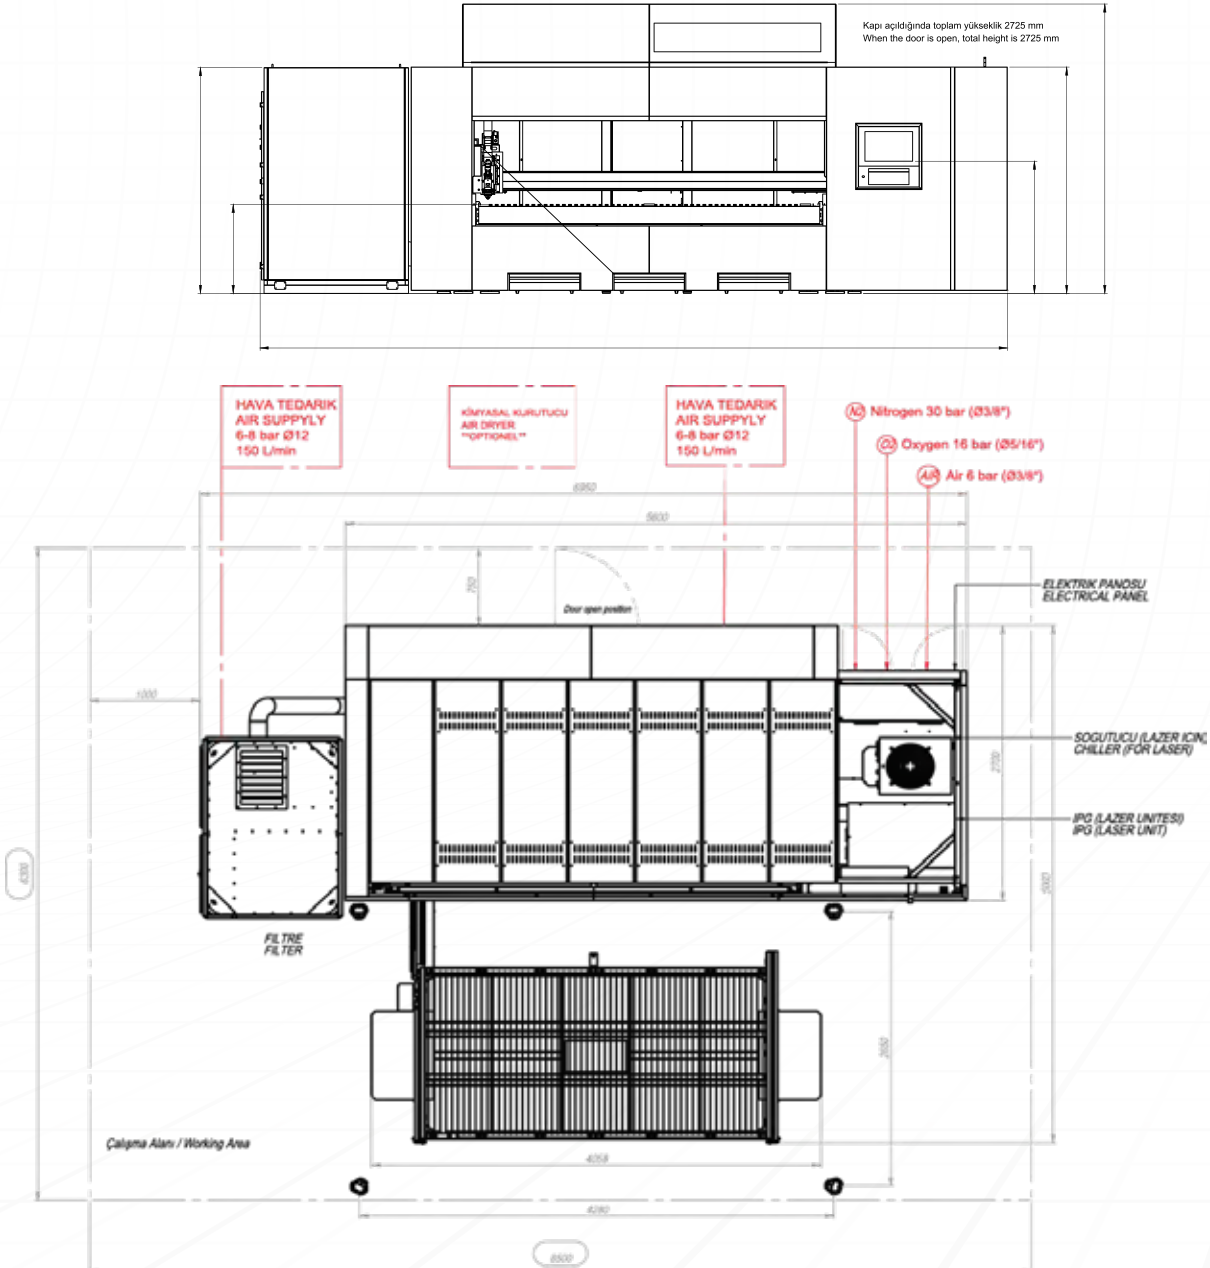 Kapı açıldığında toplam yükseklik 2725 mm
When the door is open, total height is 2725 mm
HAVA TEDARIK
AIR SUPPYLY
6-8 bar Ø12
150 L/min
KİMYASAL KURUTUCU
AIR DRYER
**OPTIONEL**
HAVA TEDARIK
AIR SUPPYLY
6-8 bar Ø12
150 L/min
N2 Nitrogen 30 bar (Ø3/8")
O2 Oxygen 16 bar (Ø5/16")
AIR Air 6 bar (Ø3/8")
6950
5600
750
Door open position
ELEKTRIK PANOSU
ELECTRICAL PANEL
1000
SOGUTUCU (LAZER ICIN)
CHILLER (FOR LASER)
2700
IPG (LAZER UNITESI)
IPG (LASER UNIT)
6300
FILTRE
FILTER
2650
Çalışma Alanı / Working Area
4058
4280
8500